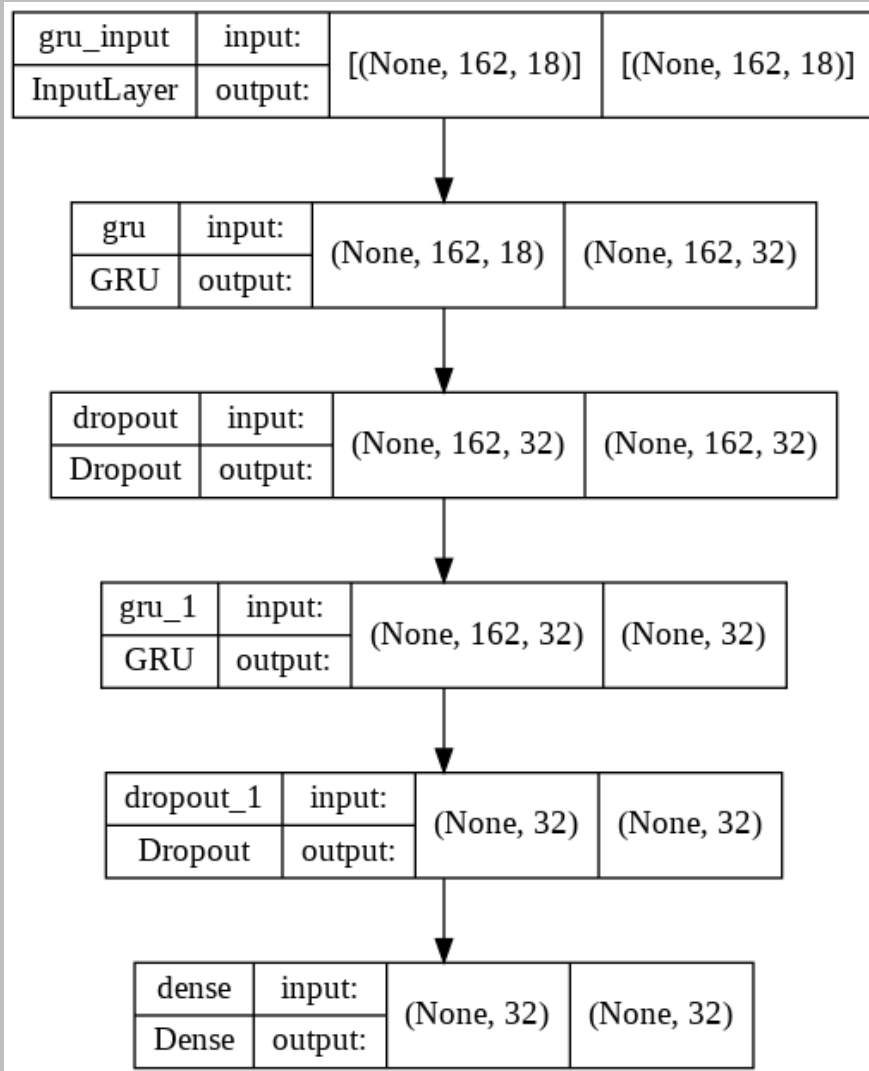 gru_input input: [(None, 162, 18)] [(None, 162, 18)]
InputLayer output:
gru input: (None, 162, 18) (None, 162, 32)
GRU output:
dropout input: (None, 162, 32) (None, 162, 32)
Dropout output:
gru_1 input: (None, 162, 32) (None, 32)
GRU output:
dropout_1 input: (None, 32) (None, 32)
Dropout output:
dense input: (None, 32) (None, 32)
Dense output: